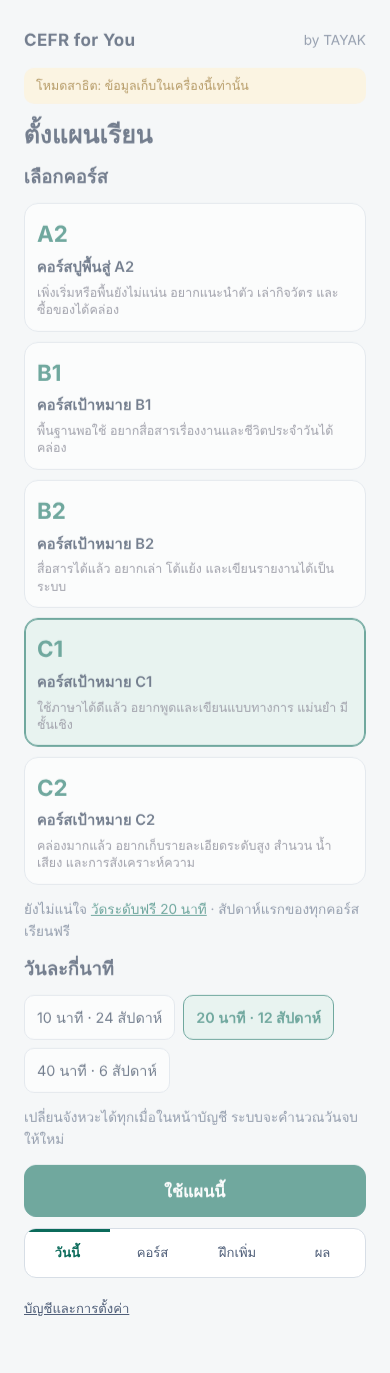 CEFR for You
by TAYAK
โหมดสาธิต: ข้อมูลเก็บในเครื่องนี้เท่านั้น
ตั้งแผนเรียน
เลือกคอร์ส
A2
คอร์สปูพื้นสู่ A2
เพิ่งเริ่มหรือพื้นยังไม่แน่น อยากแนะนำตัว เล่ากิจวัตร และ
ซื้อของได้คล่อง
B1
คอร์สเป้าหมาย B1
พื้นฐานพอใช้ อยากสื่อสารเรื่องงานและชีวิตประจำวันได้
คล่อง
B2
คอร์สเป้าหมาย B2
สื่อสารได้แล้ว อยากเล่า โต้แย้ง และเขียนรายงานได้เป็น
ระบบ
C1
คอร์สเป้าหมาย C1
ใช้ภาษาได้ดีแล้ว อยากพูดและเขียนแบบทางการ แม่นยำ มี
ชั้นเชิง
C2
คอร์สเป้าหมาย C2
คล่องมากแล้ว อยากเก็บรายละเอียดระดับสูง สำนวน น้ำ
เสียง และการสังเคราะห์ความ
ยังไม่แน่ใจ วัดระดับฟรี 20 นาที · สัปดาห์แรกของทุกคอร์ส
เรียนฟรี
วันละกี่นาที
10 นาที · 24 สัปดาห์
20 นาที · 12 สัปดาห์
40 นาที · 6 สัปดาห์
เปลี่ยนจังหวะได้ทุกเมื่อในหน้าบัญชี ระบบจะคำนวณวันจบ
ให้ใหม่
ใช้แผนนี้
วันนี้
คอร์ส
ฝึกเพิ่ม
ผล
บัญชีและการตั้งค่า